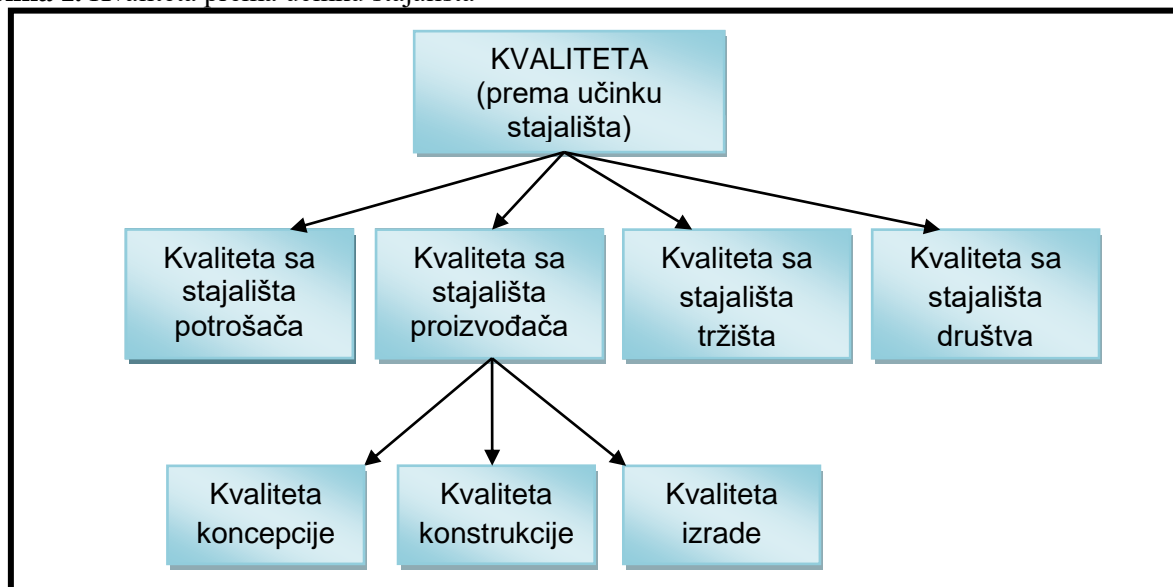 KVALITETA
(prema učinku
stajališta)
Kvaliteta sa
stajališta
potrošača
Kvaliteta sa
stajališta
proizvođača
Kvaliteta sa
stajališta
tržišta
Kvaliteta sa
stajališta
društva
Kvaliteta
koncepcije
Kvaliteta
konstrukcije
Kvaliteta
izrade